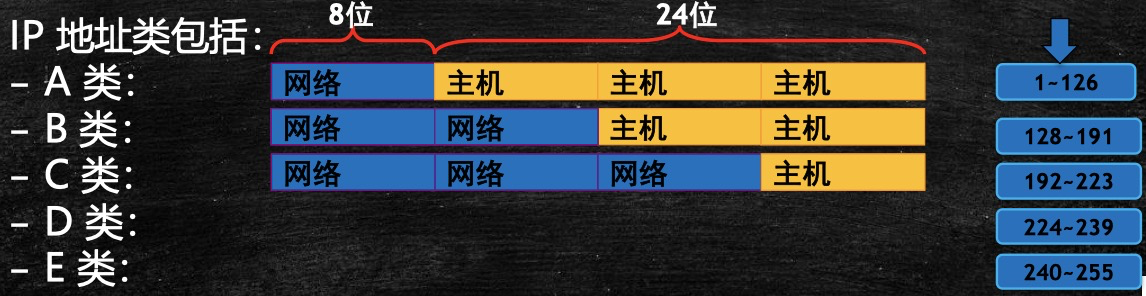 8位 24位
IP 地址类包括：
– A 类： 网络 主机 主机 主机 1~126
– B 类： 网络 网络 主机 主机 128~191
– C 类： 网络 网络 网络 主机 192~223
– D 类： 224~239
– E 类： 240~255